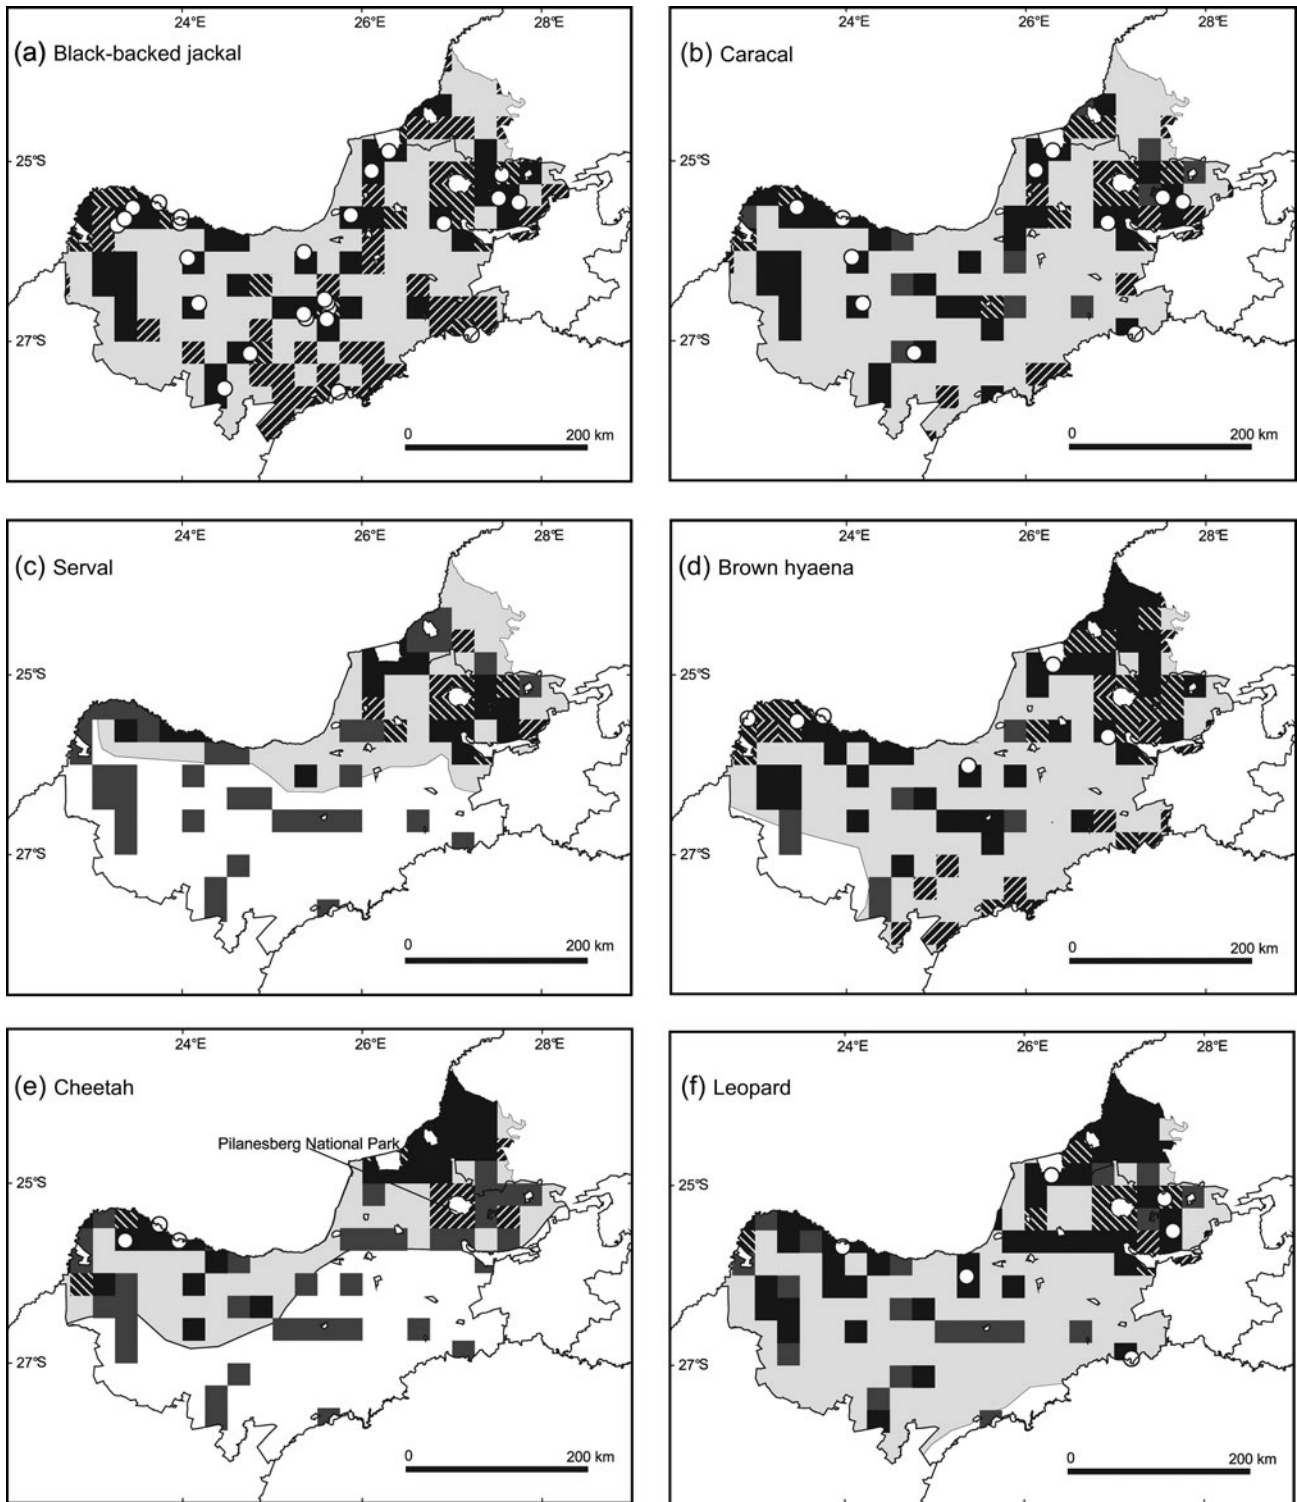 24°E 26°E 28°E
(a) Black-backed jackal
25°S
27°S
0 200 km
24°E 26°E 28°E
(b) Caracal
25°S
27°S
0 200 km
24°E 26°E 28°E
(c) Serval
25°S
27°S
0 200 km
24°E 26°E 28°E
(d) Brown hyaena
25°S
27°S
0 200 km
24°E 26°E 28°E
(e) Cheetah
Pilanesberg National Park
25°S
27°S
0 200 km
24°E 26°E 28°E
(f) Leopard
25°S
27°S
0 200 km